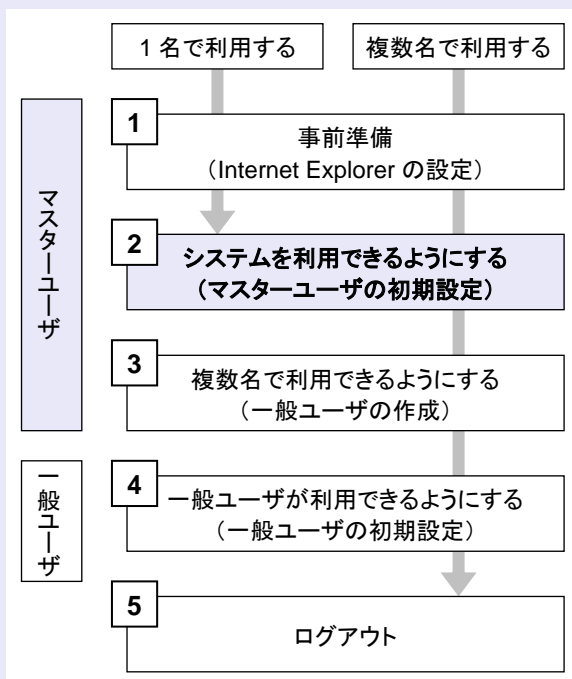 1 名で利用する
複数名で利用する
マスターユーザ
1
事前準備
（Internet Explorer の設定）
2
システムを利用できるようにする
（マスターユーザの初期設定）
3
複数名で利用できるようにする
（一般ユーザの作成）
一般ユーザ
4
一般ユーザが利用できるようにする
（一般ユーザの初期設定）
5
ログアウト